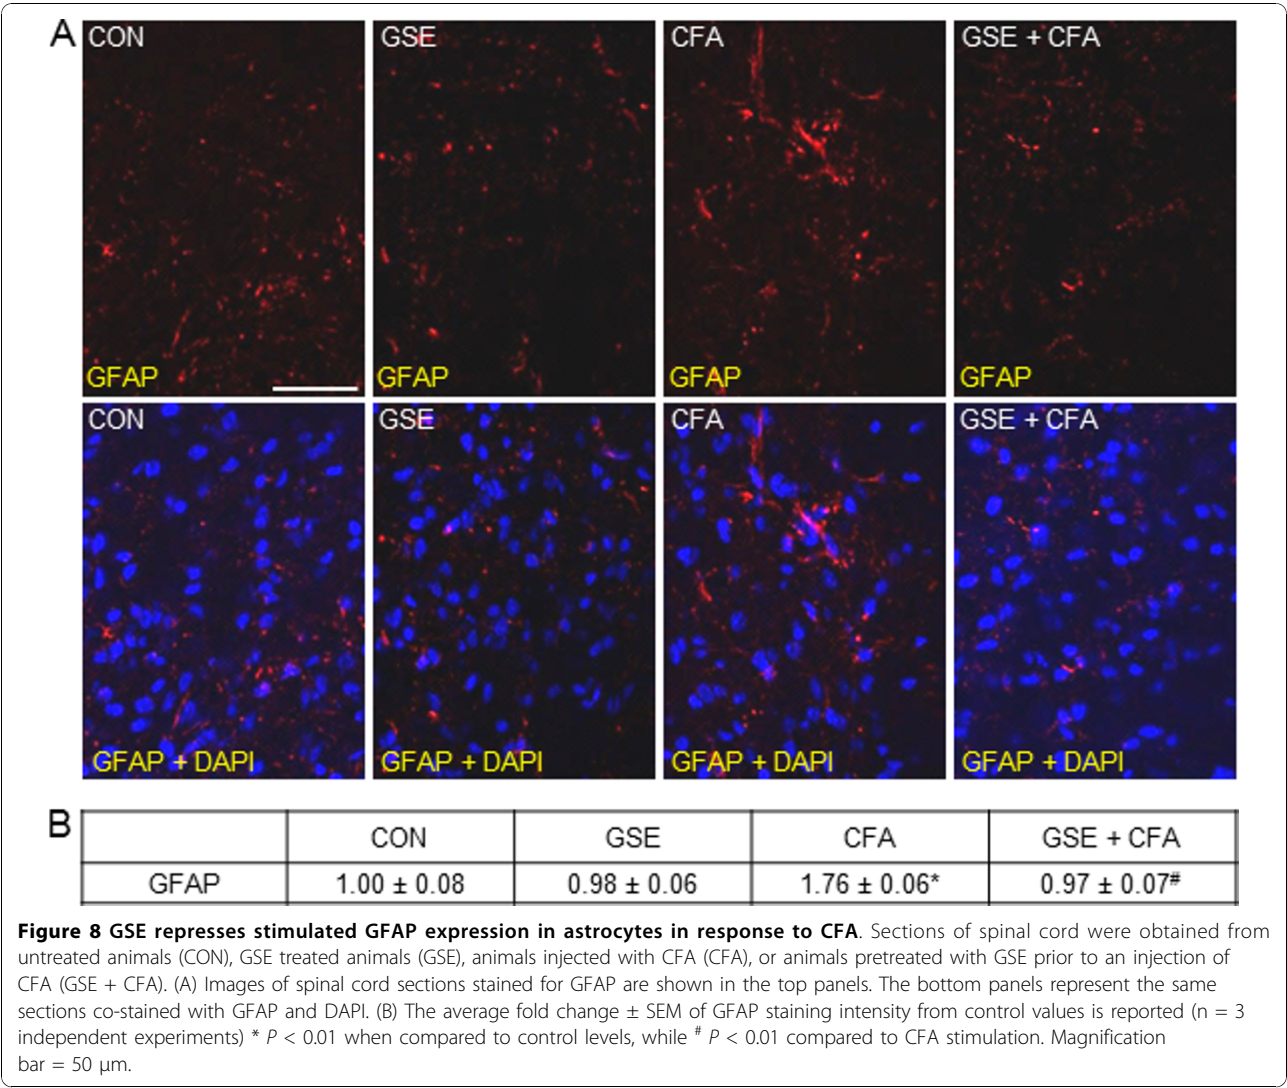 A
CON GSE CFA GSE + CFA
GFAP GFAP GFAP GFAP
CON GSE CFA GSE + CFA
GFAP + DAPI GFAP + DAPI GFAP + DAPI GFAP + DAPI
B
CON GSE CFA GSE + CFA
GFAP 1.00 ± 0.08 0.98 ± 0.06 1.76 ± 0.06* 0.97 ± 0.07#
Figure 8 GSE represses stimulated GFAP expression in astrocytes in response to CFA. Sections of spinal cord were obtained from
untreated animals (CON), GSE treated animals (GSE), animals injected with CFA (CFA), or animals pretreated with GSE prior to an injection of
CFA (GSE + CFA). (A) Images of spinal cord sections stained for GFAP are shown in the top panels. The bottom panels represent the same
sections co-stained with GFAP and DAPI. (B) The average fold change ± SEM of GFAP staining intensity from control values is reported (n = 3
independent experiments) * P < 0.01 when compared to control levels, while # P < 0.01 compared to CFA stimulation. Magnification
bar = 50 μm.